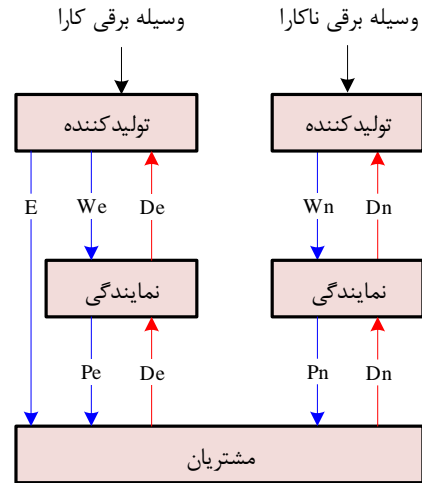 وسیله برقی ناکارا
وسیله برقی کارا
تولیدکننده
تولیدکننده
E
We
De
Wn
Dn
نمایندگی
نمایندگی
Pe
De
Pn
Dn
مشتریان